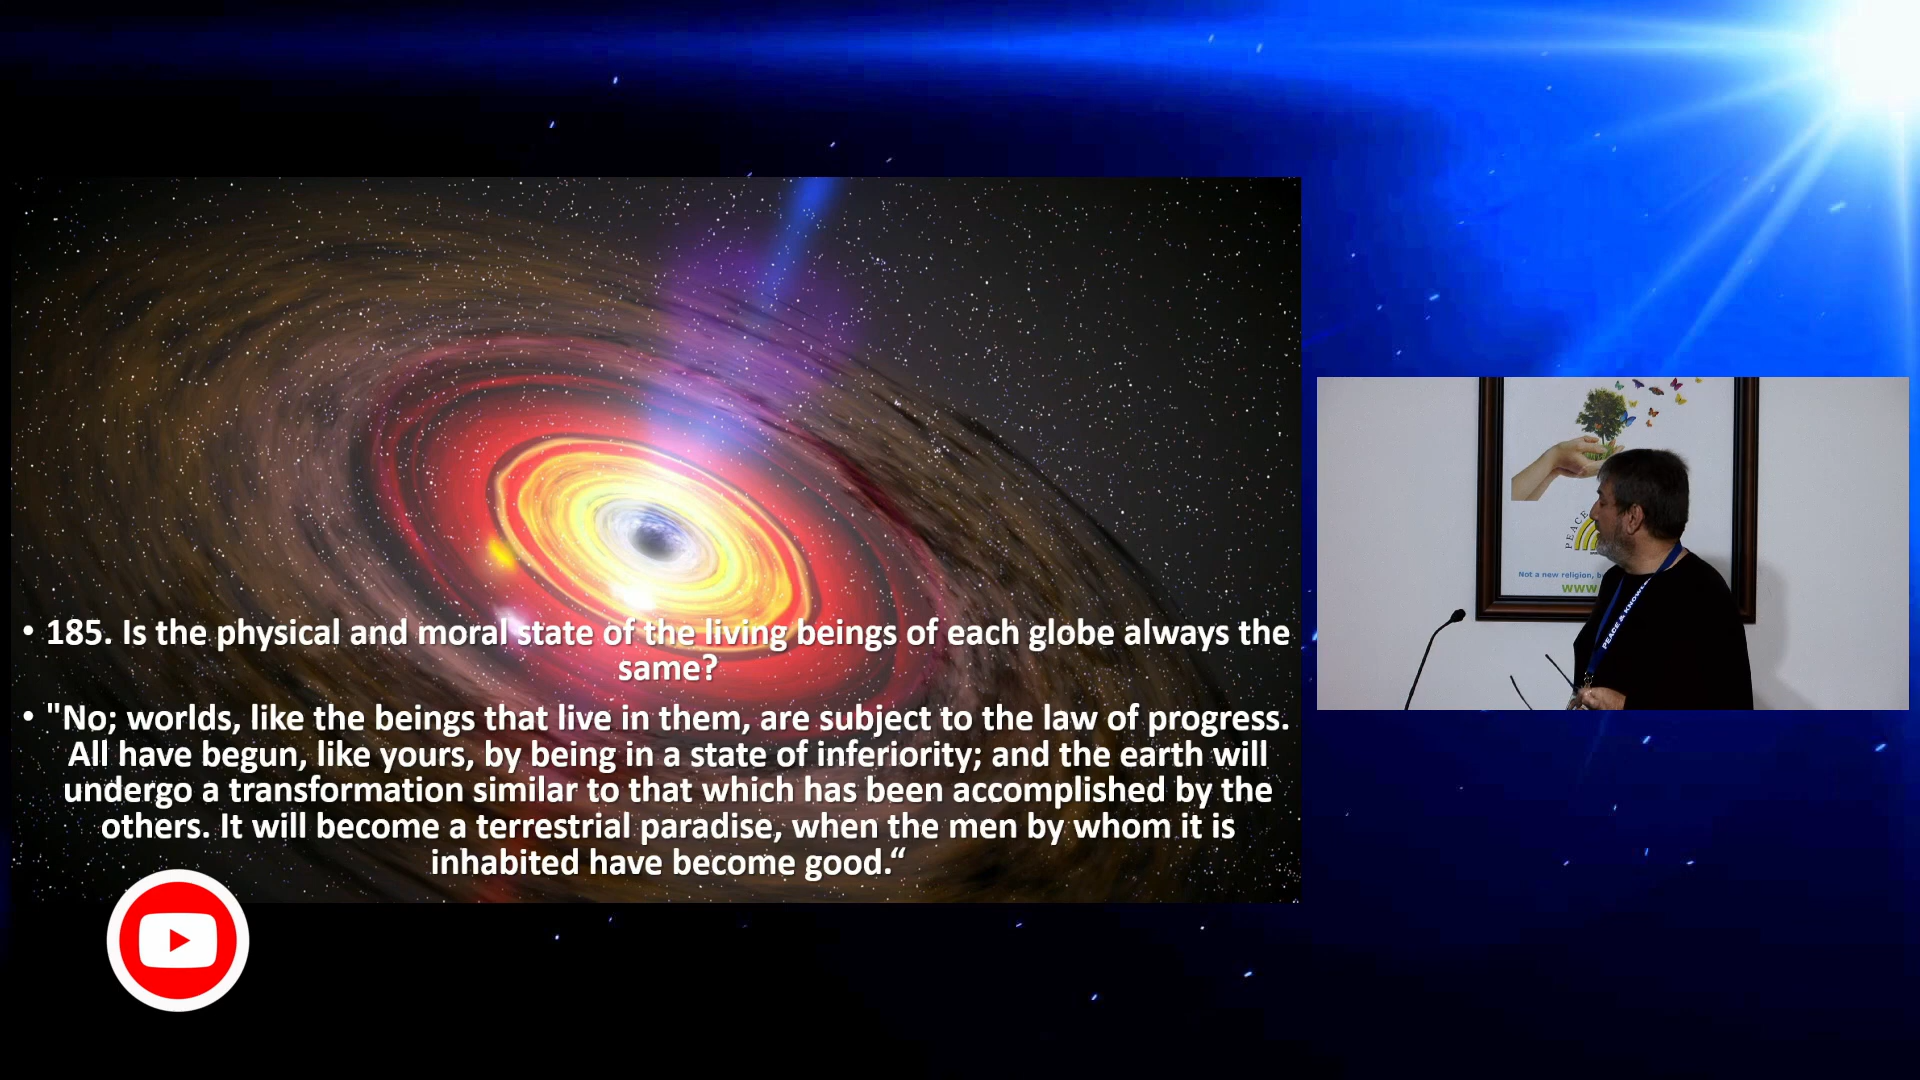 • 185. Is the physical and moral state of the living beings of each globe always the
same?
• "No; worlds, like the beings that live in them, are subject to the law of progress.
All have begun, like yours, by being in a state of inferiority; and the earth will
undergo a transformation similar to that which has been accomplished by the
others. It will become a terrestrial paradise, when the men by whom it is
inhabited have become good.“
PEACE
Not a new religion,
www.
PEACE &